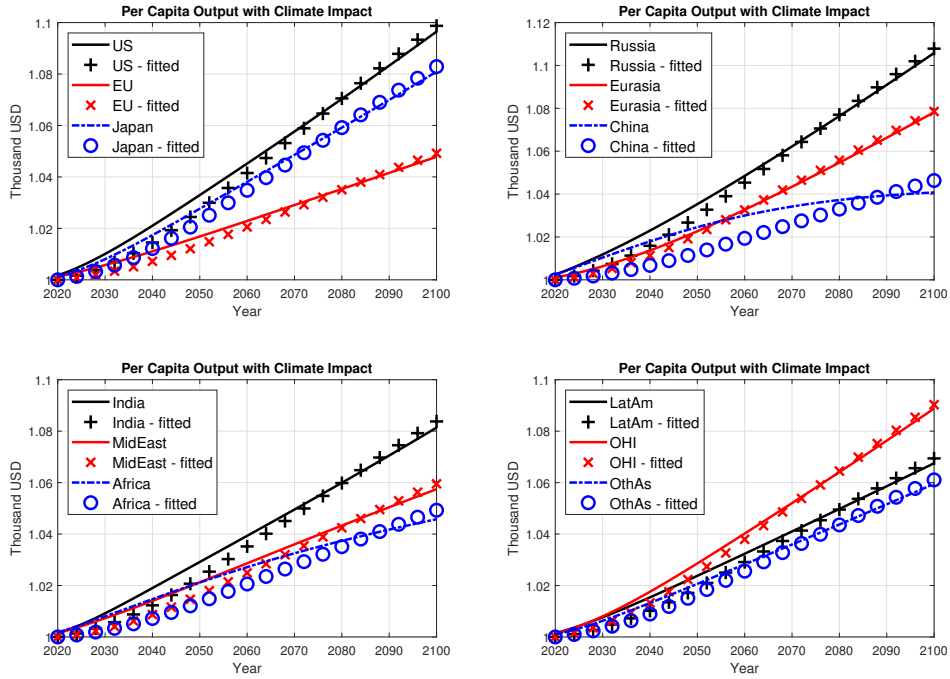 Per Capita Output with Climate Impact
1.1
1.08
1.06
1.04
1.02
1
Thousand USD
US
US - fitted
EU
EU - fitted
Japan
Japan - fitted
2020 2030 2040 2050 2060 2070 2080 2090 2100
Year
Per Capita Output with Climate Impact
1.12
1.1
1.08
1.06
1.04
1.02
1
Thousand USD
Russia
Russia - fitted
Eurasia
Eurasia - fitted
China
China - fitted
2020 2030 2040 2050 2060 2070 2080 2090 2100
Year
Per Capita Output with Climate Impact
1.1
1.08
1.06
1.04
1.02
1
Thousand USD
India
India - fitted
MidEast
MidEast - fitted
Africa
Africa - fitted
2020 2030 2040 2050 2060 2070 2080 2090 2100
Year
Per Capita Output with Climate Impact
1.1
1.08
1.06
1.04
1.02
1
Thousand USD
LatAm
LatAm - fitted
OHI
OHI - fitted
OthAs
OthAs - fitted
2020 2030 2040 2050 2060 2070 2080 2090 2100
Year